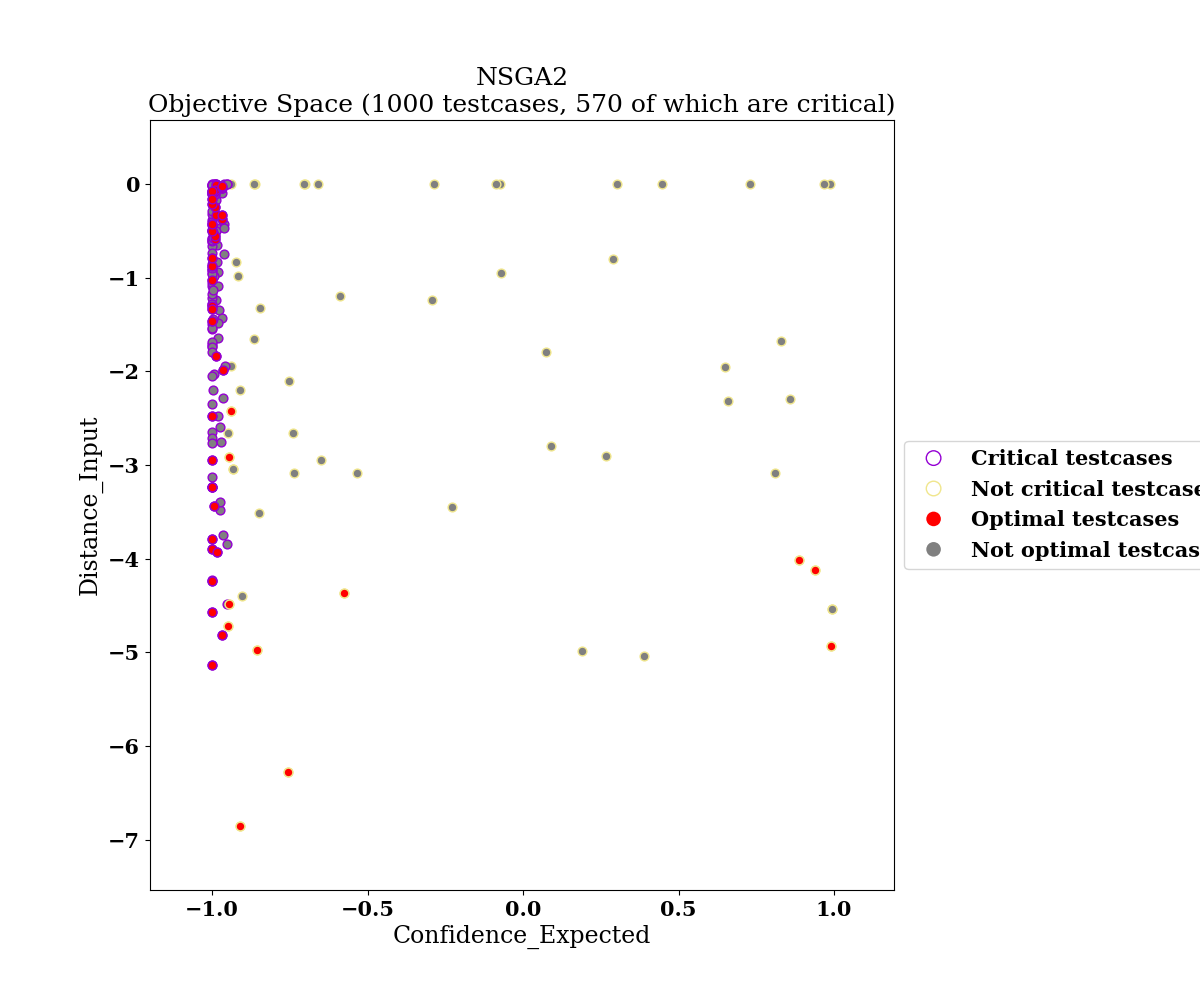 NSGA2
Objective Space (1000 testcases, 570 of which are critical)
0
−1
−2
−3
−4
−5
−6
−7
Distance_Input
−1.0
−0.5
0.0
0.5
1.0
Confidence_Expected
Critical testcases
Not critical testcase
Optimal testcases
Not optimal testcas